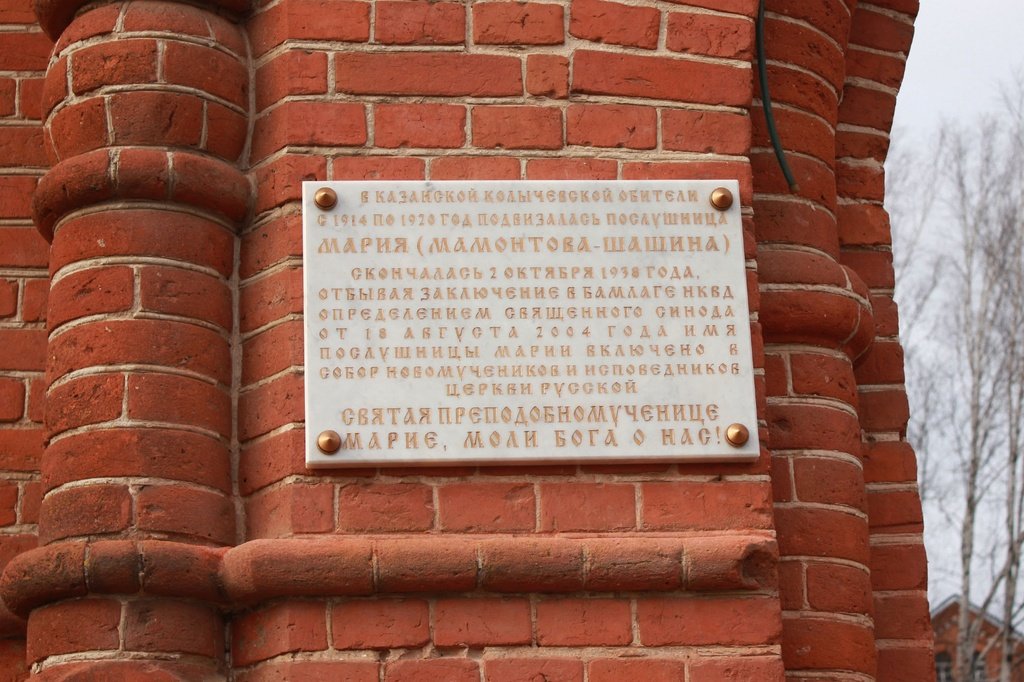 В КАЗАНСКОЙ КОЛЫЧЕВСКОЙ ОБИТЕЛИ
С 1914 ПО 1920 ГОД ПОДВИЗАЛАСЬ ПОСЛУШНИЦА
МАРИЯ (МАМОНТОВА-ШАШИНА)
СКОНЧАЛАСЬ 2 ОКТЯБРЯ 1938 ГОДА,
ОТБЫВАЯ ЗАКЛЮЧЕНИЕ В БАМЛАГЕ НКВД
ОПРЕДЕЛЕНИЕМ СВЯЩЕННОГО СИНОДА
ОТ 18 АВГУСТА 2004 ГОДА ИМЯ
ПОСЛУШНИЦЫ МАРИИ ВКЛЮЧЕНО В
СОБОР НОВОМУЧЕНИКОВ И ИСПОВЕДНИКОВ
ЦЕРКВИ РУССКОЙ
СВЯТАЯ ПРЕПОДОБНОМУЧЕНИЦЕ
МАРИЕ, МОЛИ БОГА О НАС!